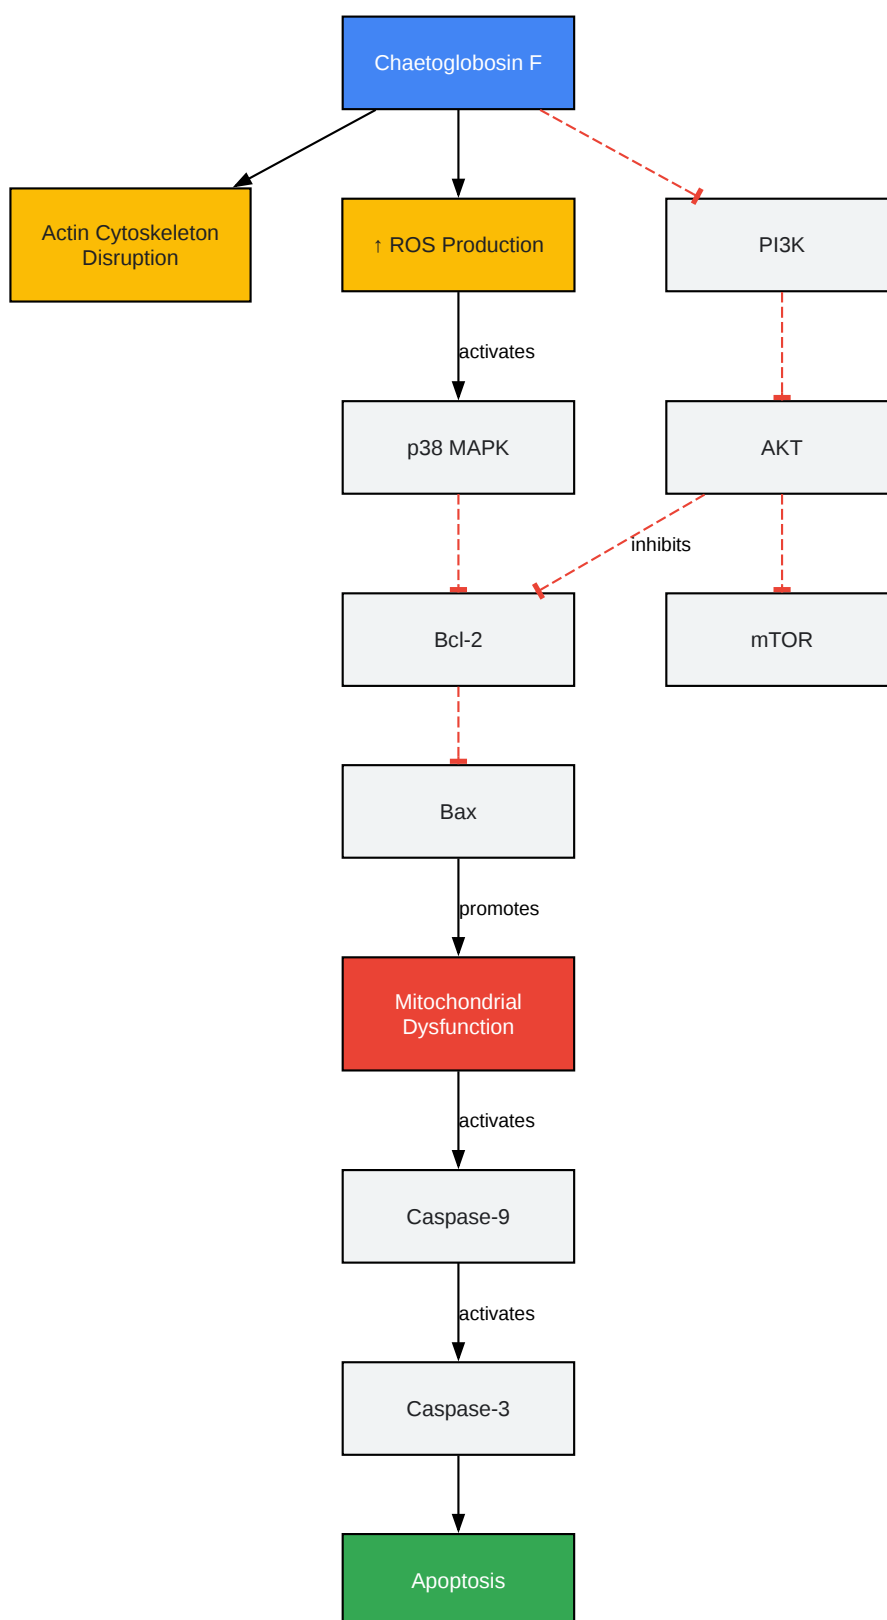 Chaetoglobosin F
Actin Cytoskeleton
Disruption
↑ ROS Production
PI3K
activates
p38 MAPK
AKT
inhibits
Bcl-2
mTOR
Bax
promotes
Mitochondrial
Dysfunction
activates
Caspase-9
activates
Caspase-3
Apoptosis